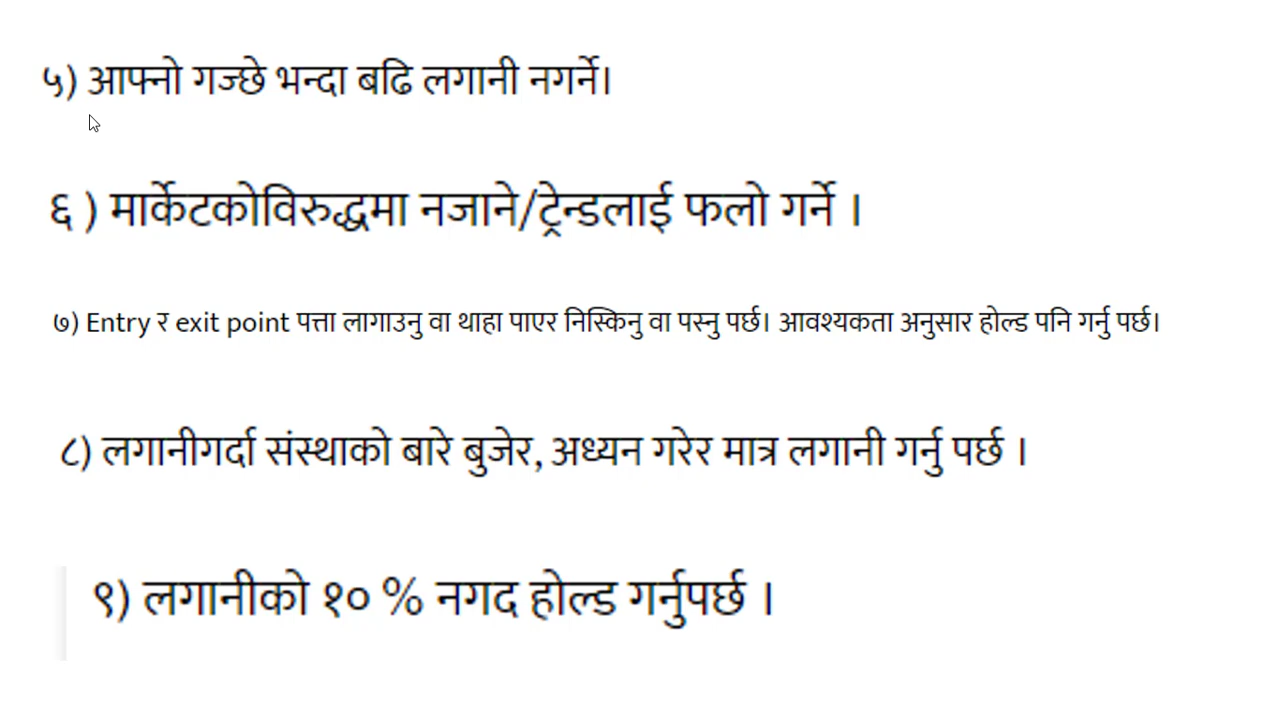 ५) आफ्नो गज्छे भन्दा बढि लगानी नगर्ने।
६ ) मार्केटकोविरुद्धमा नजाने/ट्रेन्डलाई फलो गर्ने ।
७) Entry र exit point पत्ता लागाउनु वा थाहा पाएर निस्किनु वा पस्नु पर्छ। आवश्यकता अनुसार होल्ड पनि गर्नु पर्छ।
८) लगानीगर्दा संस्थाको बारे बुजेर, अध्यन गरेर मात्र लगानी गर्नु पर्छ ।
९) लगानीको १० % नगद होल्ड गर्नुपर्छ ।